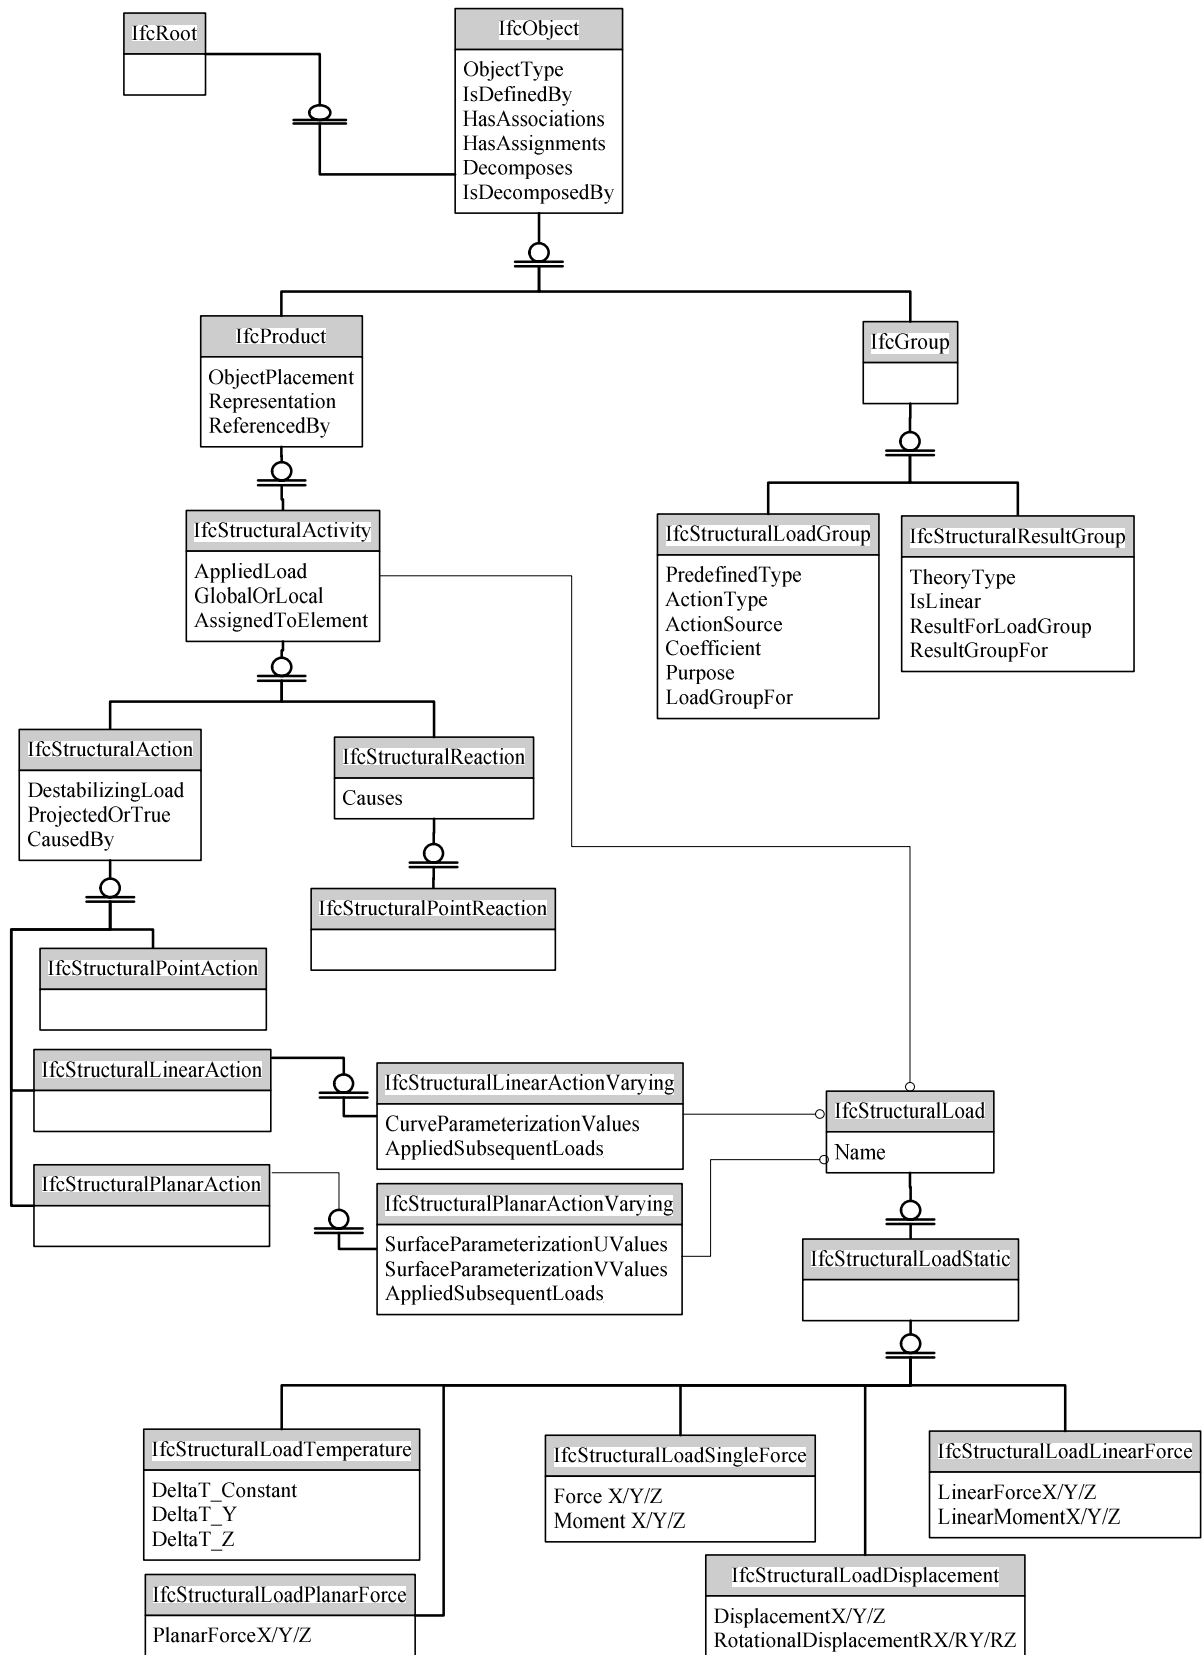 IfcRoot
IfcObject
ObjectType
IsDefinedBy
HasAssociations
HasAssignments
Decomposes
IsDecomposedBy
IfcProduct
ObjectPlacement
Representation
ReferencedBy
IfcGroup
IfcStructuralActivity
AppliedLoad
GlobalOrLocal
AssignedToElement
IfcStructuralLoadGroup
PredefinedType
ActionType
ActionSource
Coefficient
Purpose
LoadGroupFor
IfcStructuralResultGroup
TheoryType
IsLinear
ResultForLoadGroup
ResultGroupFor
IfcStructuralAction
DestabilizingLoad
ProjectedOrTrue
CausedBy
IfcStructuralReaction
Causes
IfcStructuralPointReaction
IfcStructuralPointAction
IfcStructuralLinearAction
IfcStructuralLinearActionVarying
CurveParameterizationValues
AppliedSubsequentLoads
IfcStructuralLoad
Name
IfcStructuralPlanarAction
IfcStructuralPlanarActionVarying
SurfaceParameterizationUValues
SurfaceParameterizationVValues
AppliedSubsequentLoads
IfcStructuralLoadStatic
IfcStructuralLoadTemperature
DeltaT_Constant
DeltaT_Y
DeltaT_Z
IfcStructuralLoadSingleForce
Force X/Y/Z
Moment X/Y/Z
IfcStructuralLoadLinearForce
LinearForceX/Y/Z
LinearMomentX/Y/Z
IfcStructuralLoadPlanarForce
PlanarForceX/Y/Z
IfcStructuralLoadDisplacement
DisplacementX/Y/Z
RotationalDisplacementRX/RY/RZ